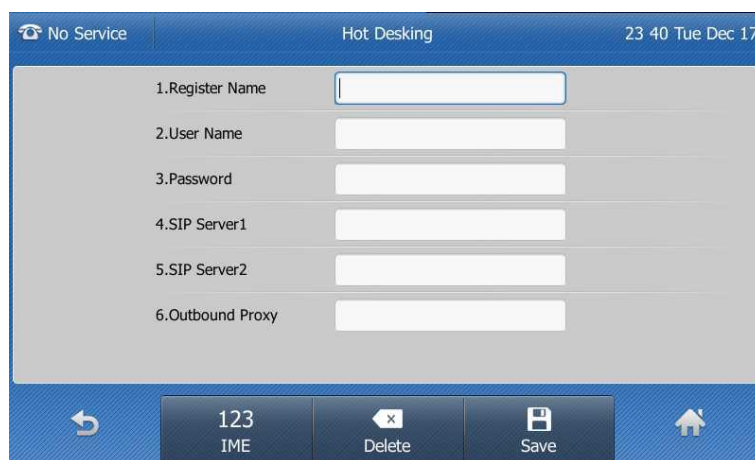 No Service
Hot Desking
23 40 Tue Dec 17
1.Register Name
2.User Name
3.Password
4.SIP Server1
5.SIP Server2
6.Outbound Proxy
123
IME
Delete
Save